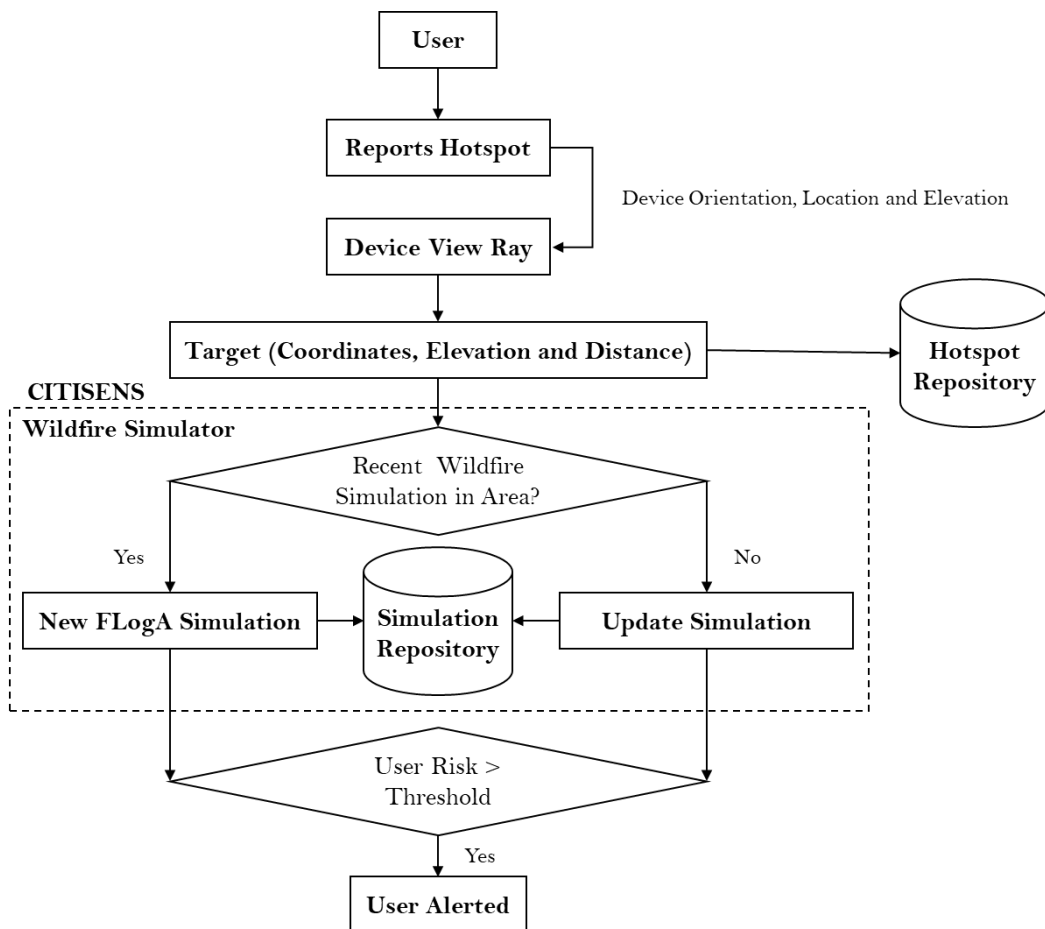 User
Reports Hotspot
Device Orientation, Location and Elevation
Device View Ray
Target (Coordinates, Elevation and Distance)
Hotspot
Repository
CITISENS
Wildfire Simulator
Recent Wildfire
Simulation in Area?
Yes
No
New FLogA Simulation
Simulation
Repository
Update Simulation
User Risk >
Threshold
Yes
User Alerted